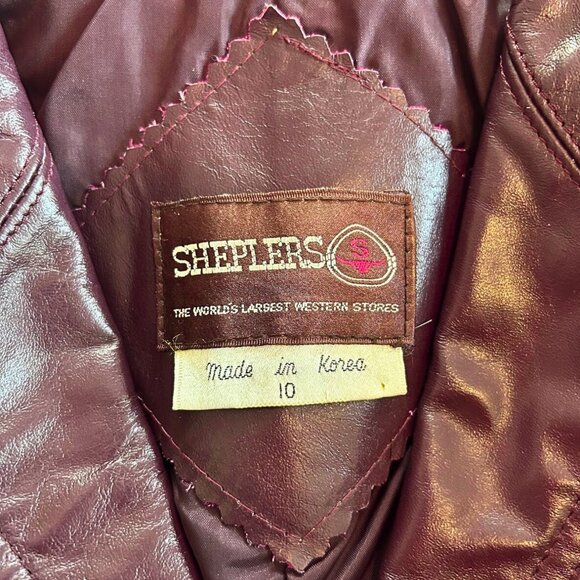 SHEPLERS S
THE WORLD'S LARGEST WESTERN STORES
Made in Korea
10